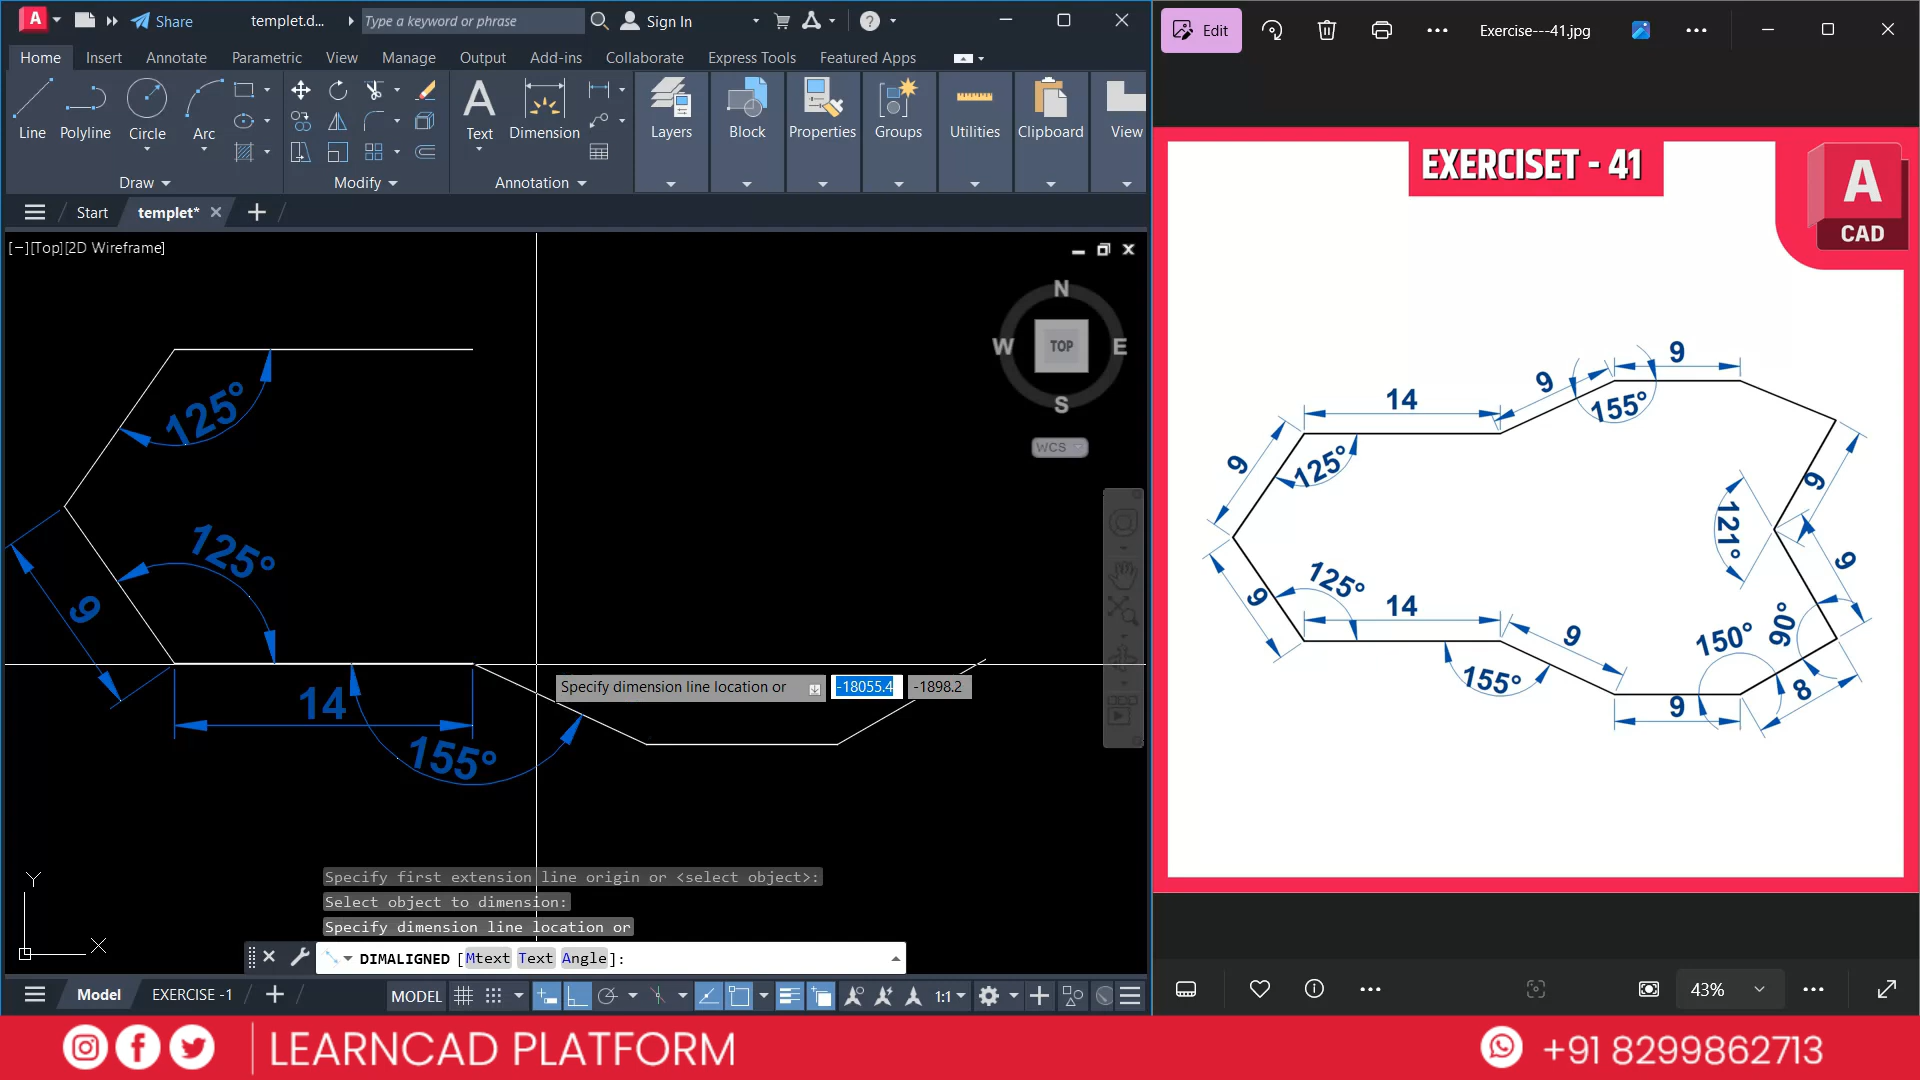 A
Share
templet.d...
Type a keyword or phrase
Sign In
?
Home Insert Annotate Parametric View Manage Output Add-ins Collaborate Express Tools Featured Apps
Line Polyline Circle Arc
A Text Dimension
Layers Block Properties Groups Utilities Clipboard View
Draw Modify Annotation
Start templet*
[−][Top][2D Wireframe]
N
W TOP E
S
WCS
125°
125°
9
14
155°
Specify dimension line location or -18055.4 -1898.2
Y
X
Specify first extension line origin or <select object>:
Select object to dimension:
Specify dimension line location or
DIMALIGNED [Mtext Text Angle]:
Model EXERCISE -1
MODEL 1:1
Edit
Exercise---41.jpg
EXERCISET - 41
A
CAD
9
9
14
155°
9
125°
9
121°
9
125°
14
9
9
150°
90°
155°
8
9
43%
LEARNCAD PLATFORM
+91 8299862713